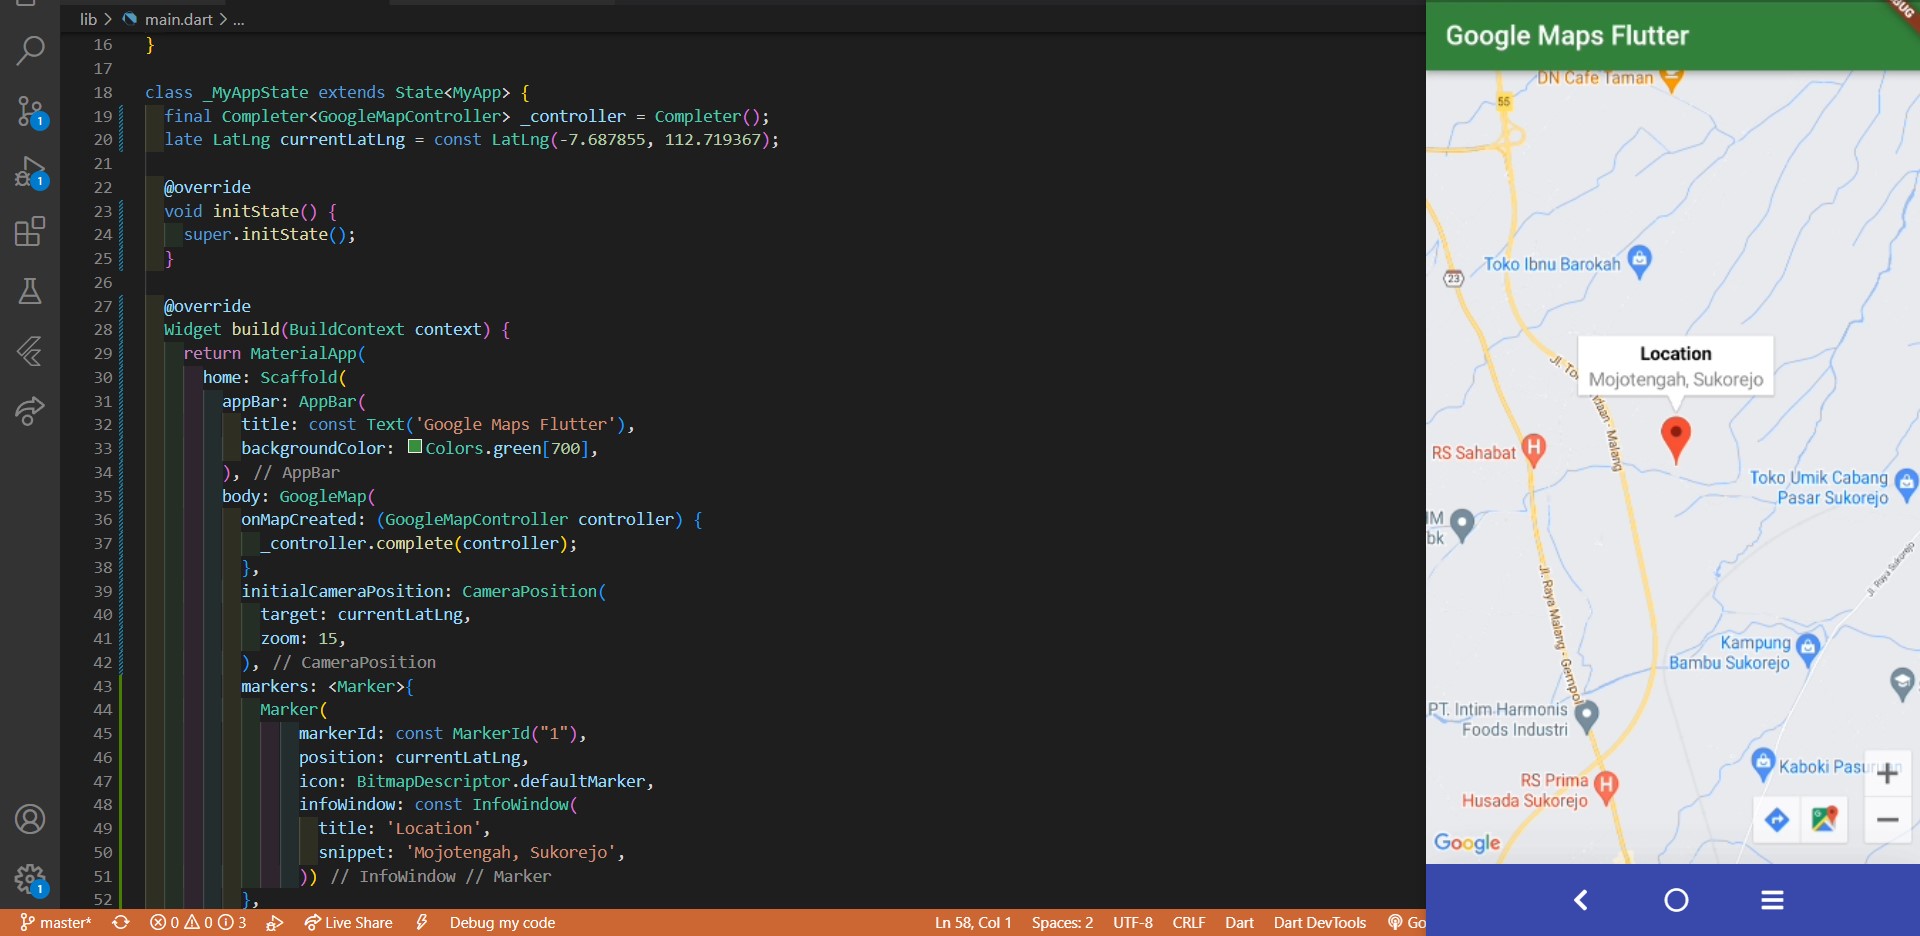 lib > main.dart > ...
16 }
17
18 class _MyAppState extends State<MyApp> {
19 final Completer<GoogleMapController> _controller = Completer();
20 late LatLng currentLatLng = const LatLng(-7.687855, 112.719367);
21
22 @override
23 void initState() {
24 super.initState();
25 }
26
27 @override
28 Widget build(BuildContext context) {
29 return MaterialApp(
30 home: Scaffold(
31 appBar: AppBar(
32 title: const Text('Google Maps Flutter'),
33 backgroundColor: Colors.green[700],
34 ), // AppBar
35 body: GoogleMap(
36 onMapCreated: (GoogleMapController controller) {
37 _controller.complete(controller);
38 },
39 initialCameraPosition: CameraPosition(
40 target: currentLatLng,
41 zoom: 15,
42 ), // CameraPosition
43 markers: <Marker>{
44 Marker(
45 markerId: const MarkerId("1"),
46 position: currentLatLng,
47 icon: BitmapDescriptor.defaultMarker,
48 infoWindow: const InfoWindow(
49 title: 'Location',
50 snippet: 'Mojotengah, Sukorejo',
51 )) // InfoWindow // Marker
52 },
1
1
1
master* 0 0 3 Live Share Debug my code Ln 58, Col 1 Spaces: 2 UTF-8 CRLF Dart Dart DevTools Go
Google Maps Flutter
DN Cafe Taman
55
Toko Ibnu Barokah
23
Location
Mojotengah, Sukorejo
Malang
RS Sahabat
H
Toko Umik Cabang
Pasar Sukorejo
Jl. Raya Sukorejo
Jl. Raya Malang - Gempol
Kampung
Bambu Sukorejo
PT. Intim Harmonis
Foods Industri
Kaboki Pasuruan
RS Prima
Husada Sukorejo
H
Google